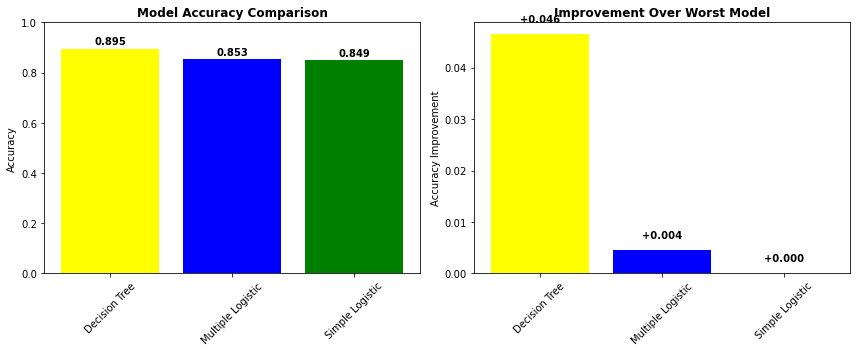 Model Accuracy Comparison
Accuracy
1.0
0.8
0.6
0.4
0.2
0.0
0.895
0.853
0.849
Decision Tree
Multiple Logistic
Simple Logistic
Improvement Over Worst Model
Accuracy Improvement
0.04
0.03
0.02
0.01
0.00
+0.046
+0.004
+0.000
Decision Tree
Multiple Logistic
Simple Logistic